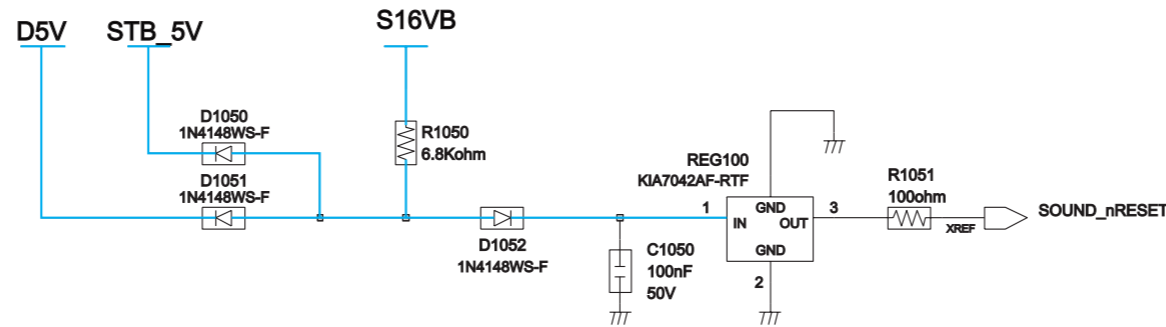 D5V
STB_5V
S16VB
D1050
1N4148WS-F
R1050
6.8Kohm
D1051
1N4148WS-F
REG100
KIA7042AF-RTF
R1051
100ohm
1
GND
IN
OUT
GND
3
2
XREF
SOUND_nRESET
D1052
1N4148WS-F
C1050
100nF
50V